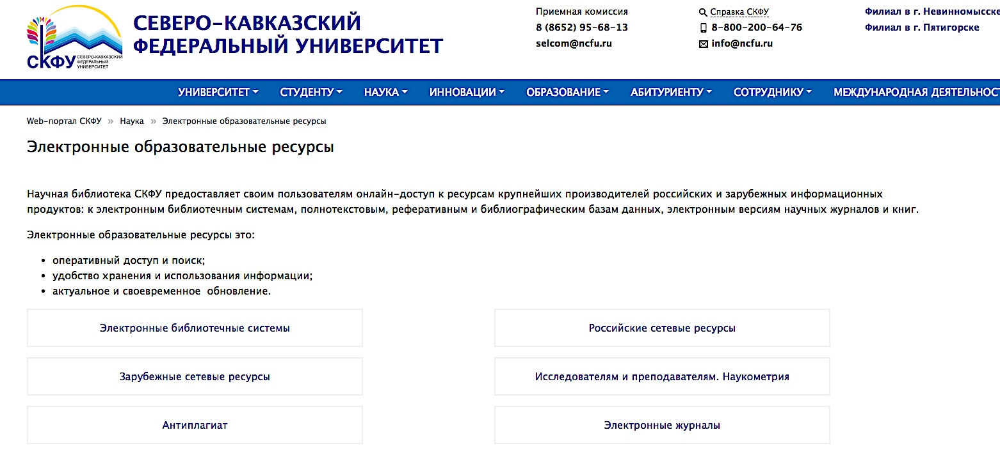 СКФУ
СЕВЕРО-КАВКАЗСКИЙ
ФЕДЕРАЛЬНЫЙ
УНИВЕРСИТЕТ
СЕВЕРО-КАВКАЗСКИЙ
ФЕДЕРАЛЬНЫЙ УНИВЕРСИТЕТ
Приемная комиссия
8 (8652) 95-68-13
selcom@ncfu.ru
Справка СКФУ
8-800-200-64-76
info@ncfu.ru
Филиал в г. Невинномысске
Филиал в г. Пятигорске
УНИВЕРСИТЕТ СТУДЕНТУ НАУКА ИННОВАЦИИ ОБРАЗОВАНИЕ АБИТУРИЕНТУ СОТРУДНИКУ МЕЖДУНАРОДНАЯ ДЕЯТЕЛЬНОСТ
Web-портал СКФУ » Наука » Электронные образовательные ресурсы
Электронные образовательные ресурсы
Научная библиотека СКФУ предоставляет своим пользователям онлайн-доступ к ресурсам крупнейших производителей российских и зарубежных информационных
продуктов: к электронным библиотечным системам, полнотекстовым, реферативным и библиографическим базам данных, электронным версиям научных журналов и книг.
Электронные образовательные ресурсы это:
• оперативный доступ и поиск;
• удобство хранения и использования информации;
• актуальное и своевременное обновление.
Электронные библиотечные системы
Российские сетевые ресурсы
Зарубежные сетевые ресурсы
Исследователям и преподавателям. Наукометрия
Антиплагиат
Электронные журналы